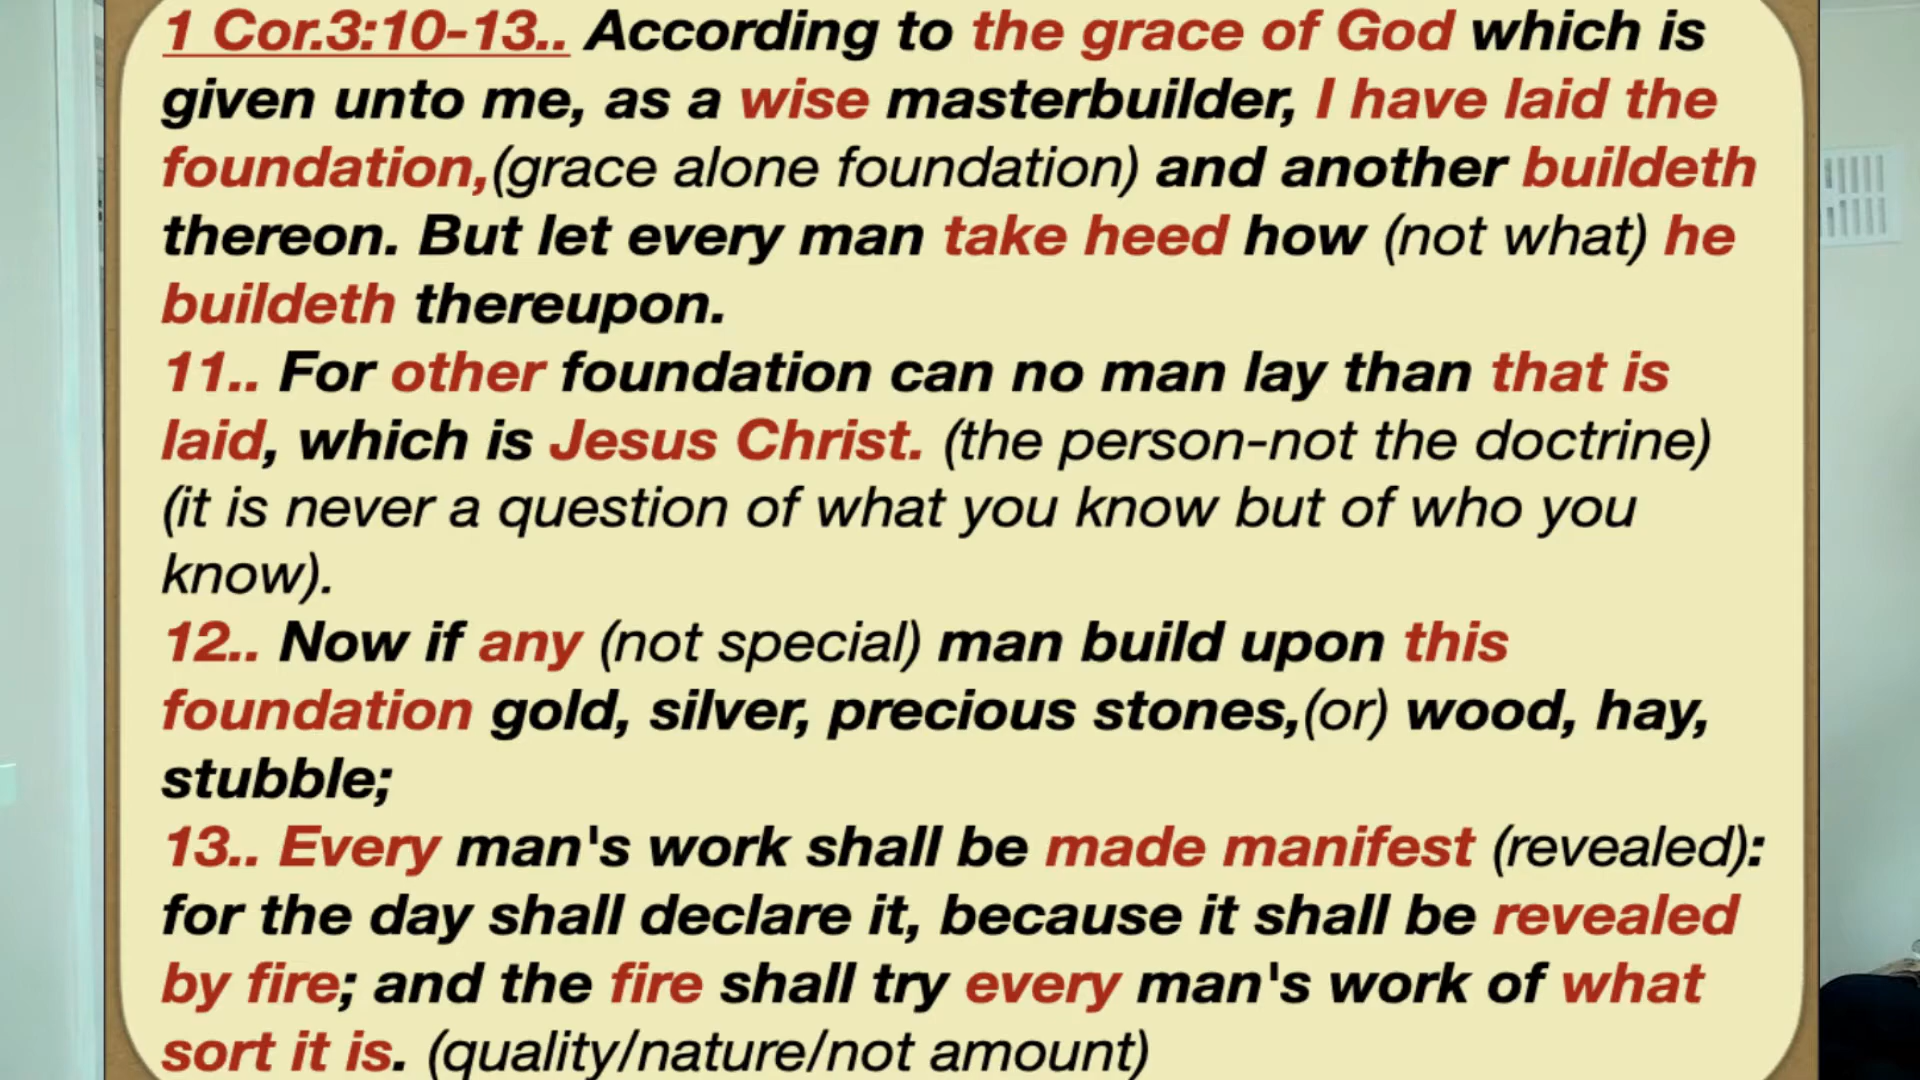 1 Cor.3:10-13.. According to the grace of God which is
given unto me, as a wise masterbuilder, I have laid the
foundation,(grace alone foundation) and another buildeth
thereon. But let every man take heed how (not what) he
buildeth thereupon.
11.. For other foundation can no man lay than that is
laid, which is Jesus Christ. (the person-not the doctrine)
(it is never a question of what you know but of who you
know).
12.. Now if any (not special) man build upon this
foundation gold, silver, precious stones,(or) wood, hay,
stubble;
13.. Every man's work shall be made manifest (revealed):
for the day shall declare it, because it shall be revealed
by fire; and the fire shall try every man's work of what
sort it is. (quality/nature/not amount)